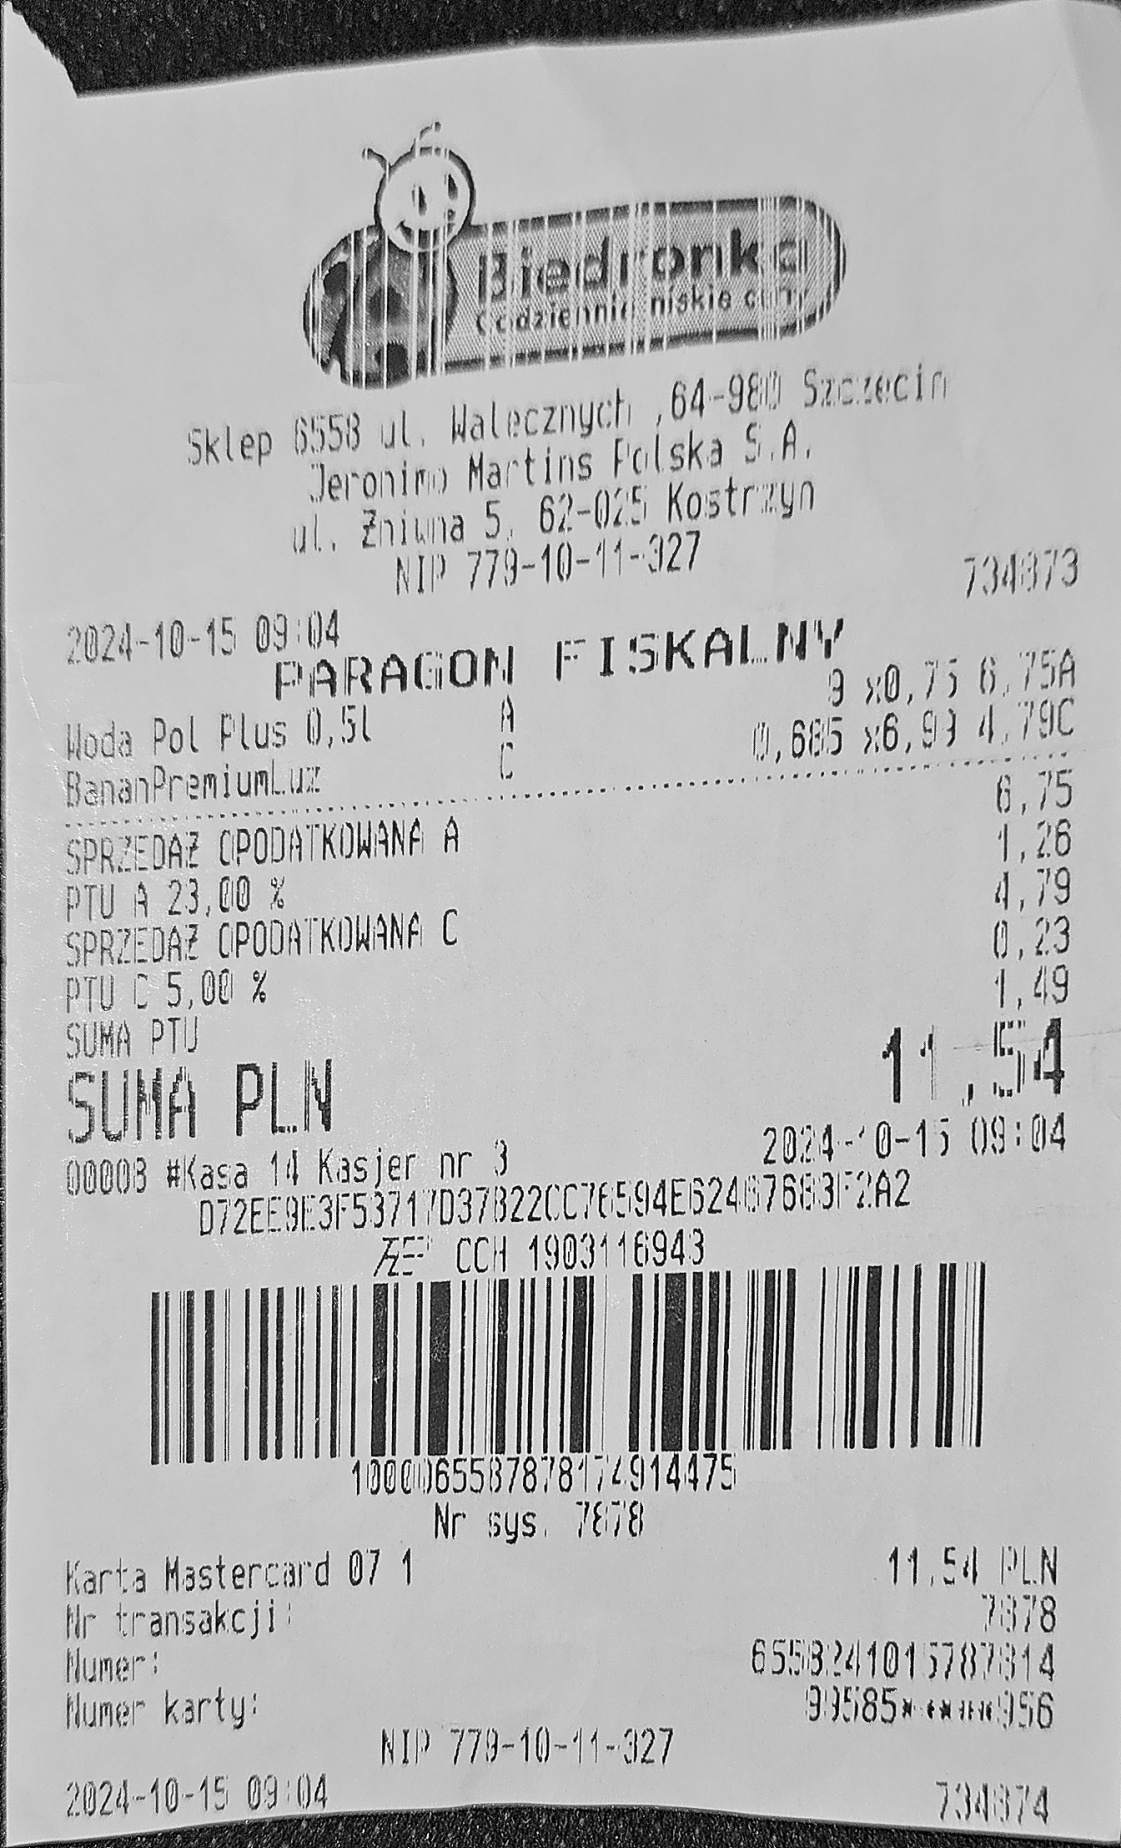 Biedronka
Codziennie niskie ceny
Sklep 6558 ul. Walecznych ,64-980 Szczecin
Jeronimo Martins Polska S.A.
ul. Żniwna 5, 62-025 Kostrzyn
NIP 779-10-11-327
2024-10-15 09:04 734873
PARAGON FISKALNY
Woda Pol Plus 0,5l A 9 x0,75 6,75A
BananPremiumLuz C 0,685 x6,99 4,79C
SPRZEDAŻ OPODATKOWANA A 6,75
PTU A 23,00 % 1,26
SPRZEDAŻ OPODATKOWANA C 4,79
PTU C 5,00 % 0,23
SUMA PTU 1,49
SUMA PLN 11,54
00008 #Kasa 14 Kasjer nr 3 2024-10-15 09:04
CCH 1903116943
1000065587878174914475
Nr sys. 7878
Karta Mastercard 07 1 11,54 PLN
Nr transakcji: 7878
Numer: 6558241015787814
Numer karty: 99585******956
NIP 779-10-11-327
2024-10-15 09:04 734874